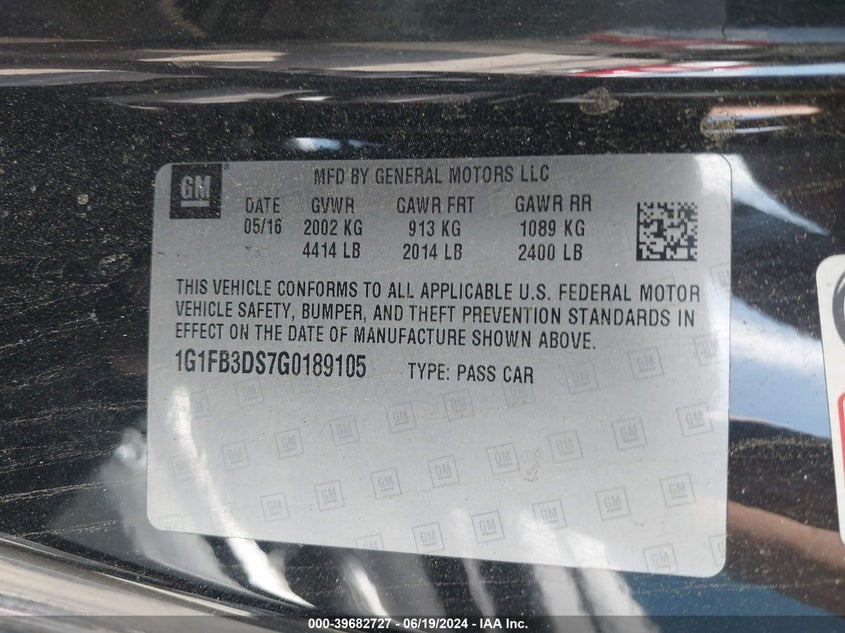 GM
MFD BY GENERAL MOTORS LLC
DATE GVWR GAWR FRT GAWR RR
05/16 2002 KG 913 KG 1089 KG
4414 LB 2014 LB 2400 LB
THIS VEHICLE CONFORMS TO ALL APPLICABLE U.S. FEDERAL MOTOR
VEHICLE SAFETY, BUMPER, AND THEFT PREVENTION STANDARDS IN
EFFECT ON THE DATE OF MANUFACTURE SHOWN ABOVE.
1G1FB3DS7G0189105 TYPE: PASS CAR
000-39682727 - 06/19/2024 - IAA Inc.